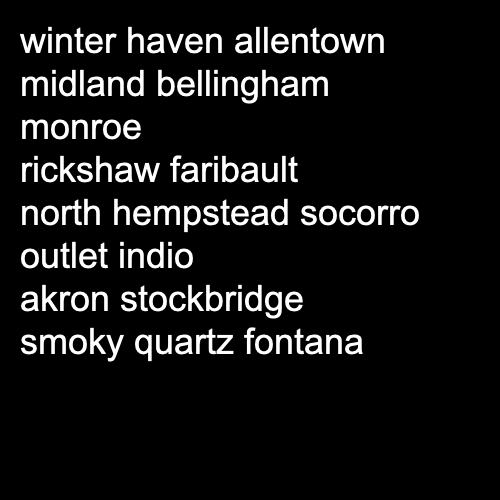 winter haven allentown
midland bellingham
monroe
rickshaw faribault
north hempstead socorro
outlet indio
akron stockbridge
smoky quartz fontana